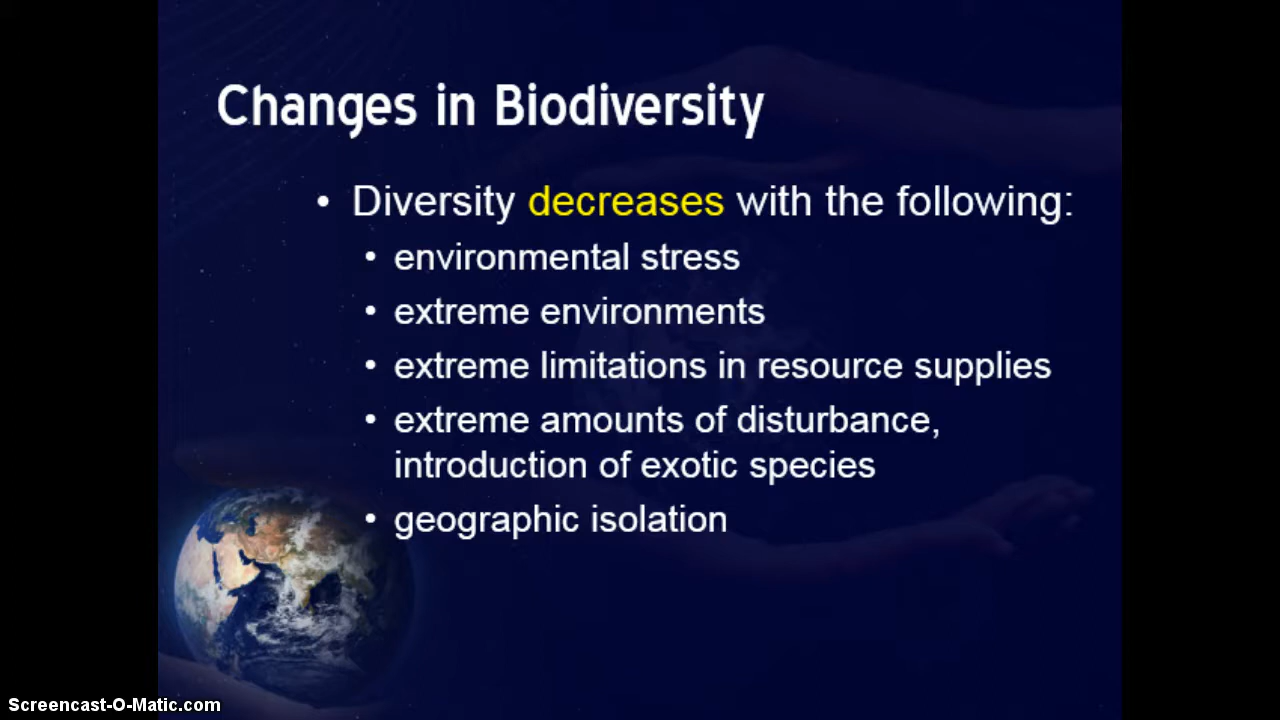 Changes in Biodiversity
• Diversity decreases with the following:
• environmental stress
• extreme environments
• extreme limitations in resource supplies
• extreme amounts of disturbance,
introduction of exotic species
• geographic isolation
Screencast-O-Matic.com